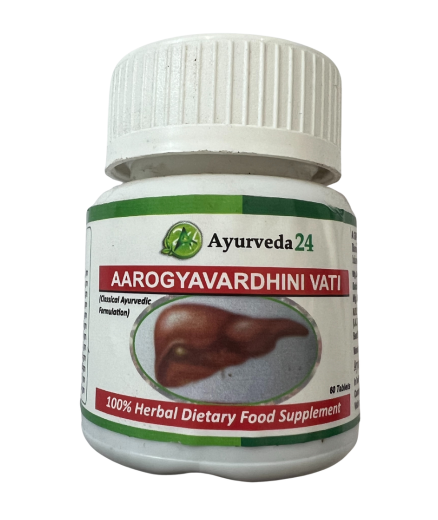 Ayurveda24
AAROGYAVARDHINI VATI
(Classical Ayurvedic
Formulation)
60 Tablets
100% Herbal Dietary Food Supplement